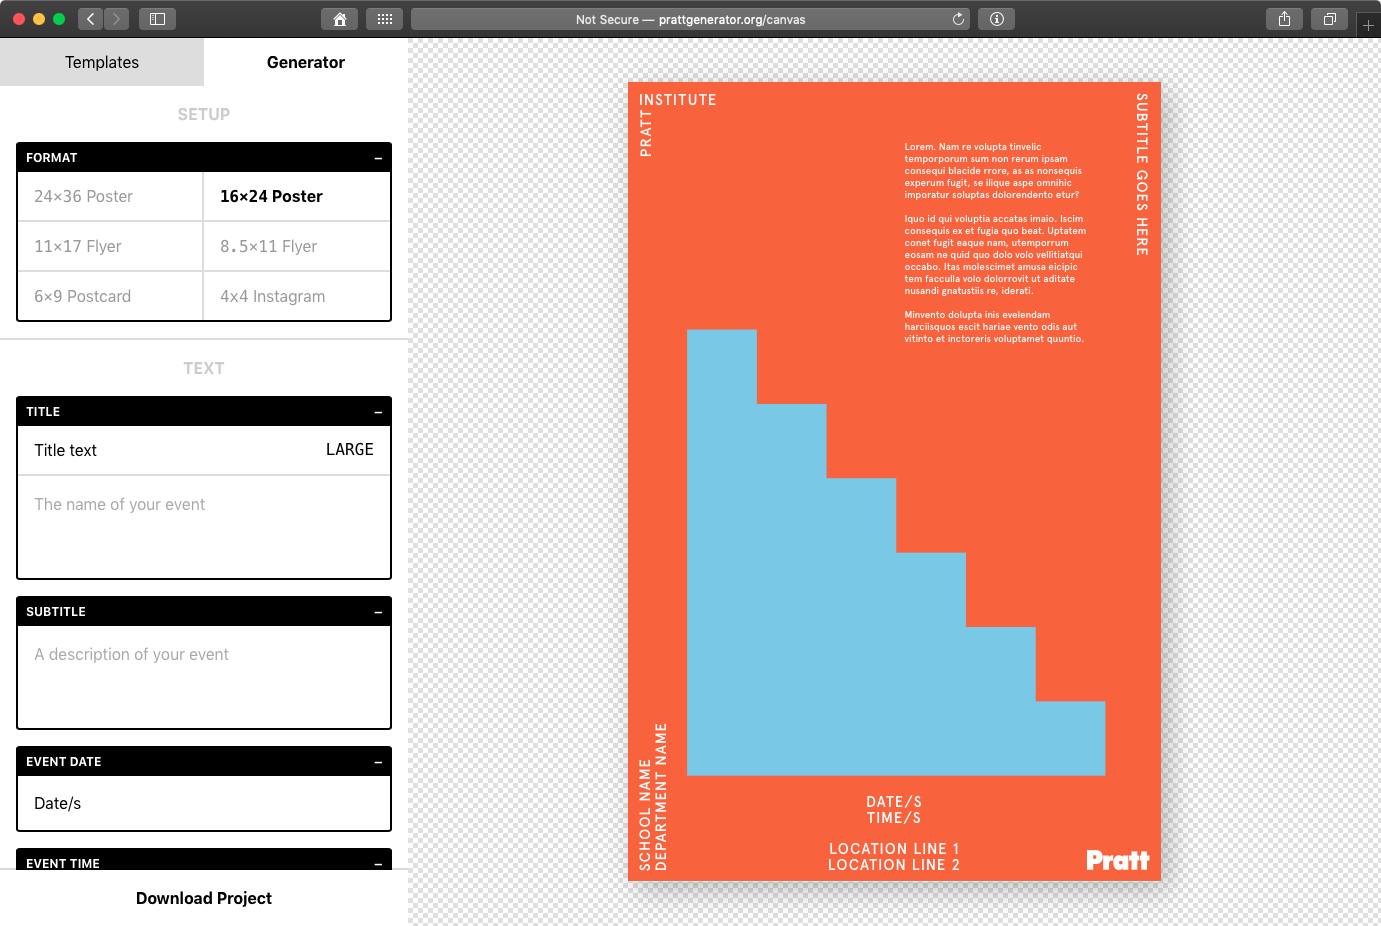 Not Secure — prattgenerator.org/canvas
Templates
Generator
SETUP
FORMAT
–
24×36 Poster
16×24 Poster
11×17 Flyer
8.5×11 Flyer
6×9 Postcard
4x4 Instagram
TEXT
TITLE
–
Title text
LARGE
The name of your event
SUBTITLE
–
A description of your event
EVENT DATE
–
Date/s
EVENT TIME
–
Download Project
PRATT
INSTITUTE
SUBTITLE GOES HERE
Lorem. Nam re volupta tinvelic
temporporum sum non rerum ipsam
consequi blacide rrore, as as nonsequis
experum fugit, se ilique aspe omnihic
imporatur soluptas dolorendento etur?
Iquo id qui voluptia accatas imaio. Iscim
consequis ex et fugia quo beat. Uptatem
conet fugit eaque nam, utemporrum
eosam ne quid quo dolo volo vellitiatqui
occabo. Itas molescimet amusa eicipic
tem facculla volo dolorrovit ut aditate
nusandi gnatustiis re, iderati.
Minvento dolupta inis evelendam
harciisquos escit hariae vento odis aut
vitinto et inctoreris voluptamet quuntio.
SCHOOL NAME
DEPARTMENT NAME
DATE/S
TIME/S
LOCATION LINE 1
LOCATION LINE 2
Pratt